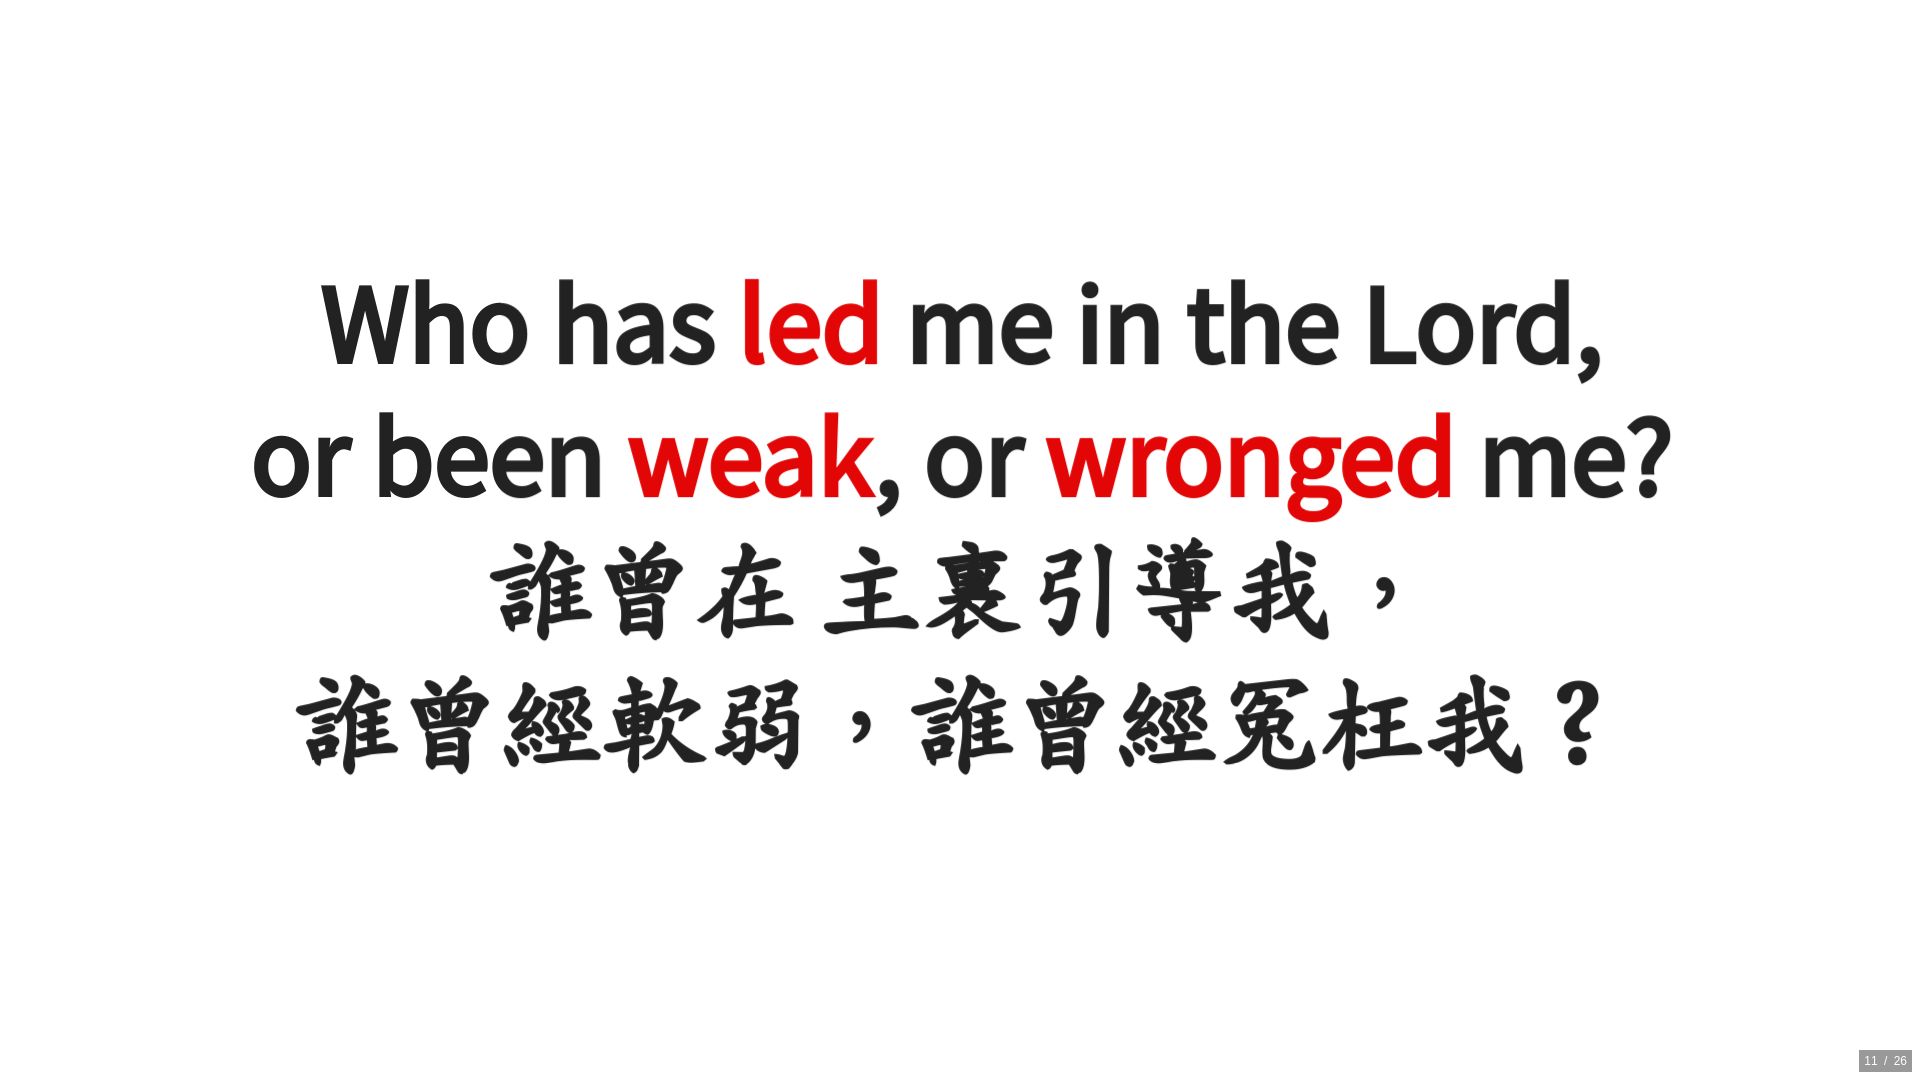 Who has led me in the Lord,
or been weak, or wronged me?
誰曾在 主裏引導我，
誰曾經軟弱，誰曾經冤枉我？
11 / 26